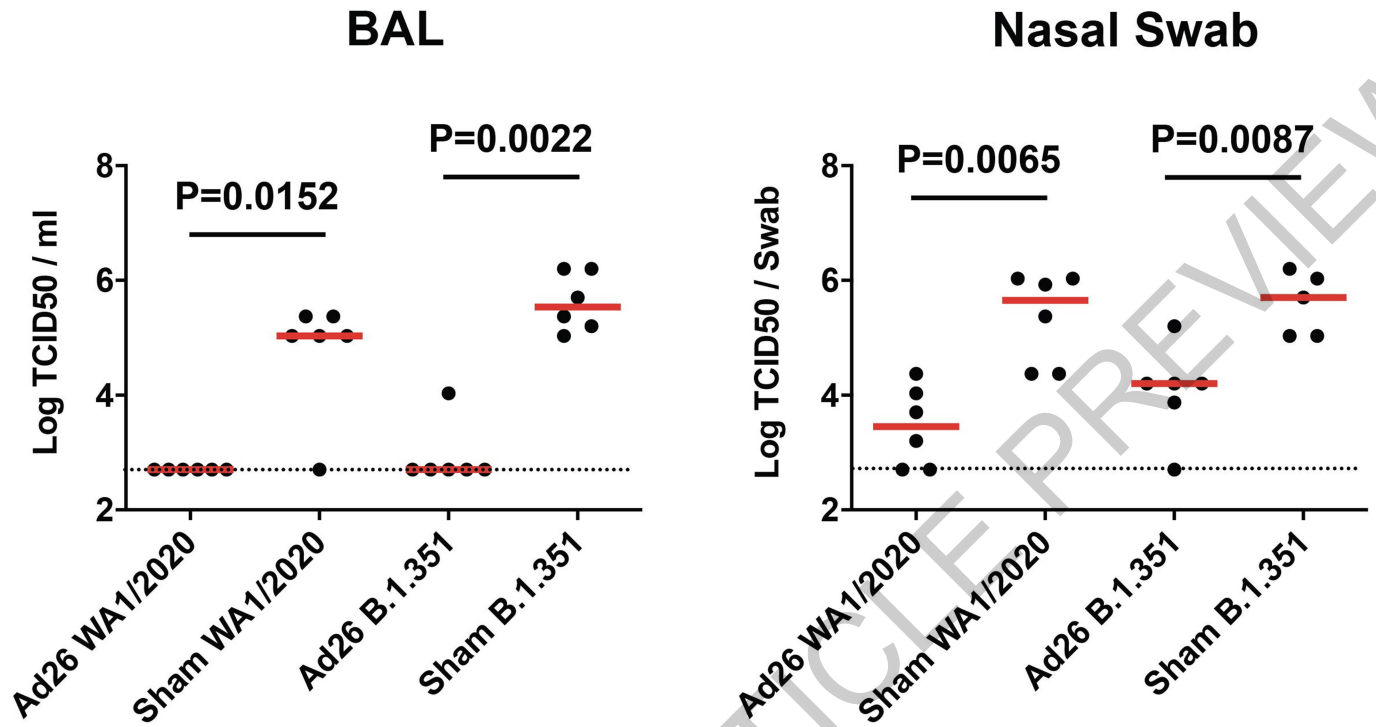 BAL
P=0.0022
P=0.0152
8
6
4
2
Log TCID50 / ml
Ad26 WA1/2020
Sham WA1/2020
Ad26 B.1.351
Sham B.1.351
Nasal Swab
P=0.0087
P=0.0065
8
6
4
2
Log TCID50 / Swab
Ad26 WA1/2020
Sham WA1/2020
Ad26 B.1.351
Sham B.1.351
TICLE PREVIEW